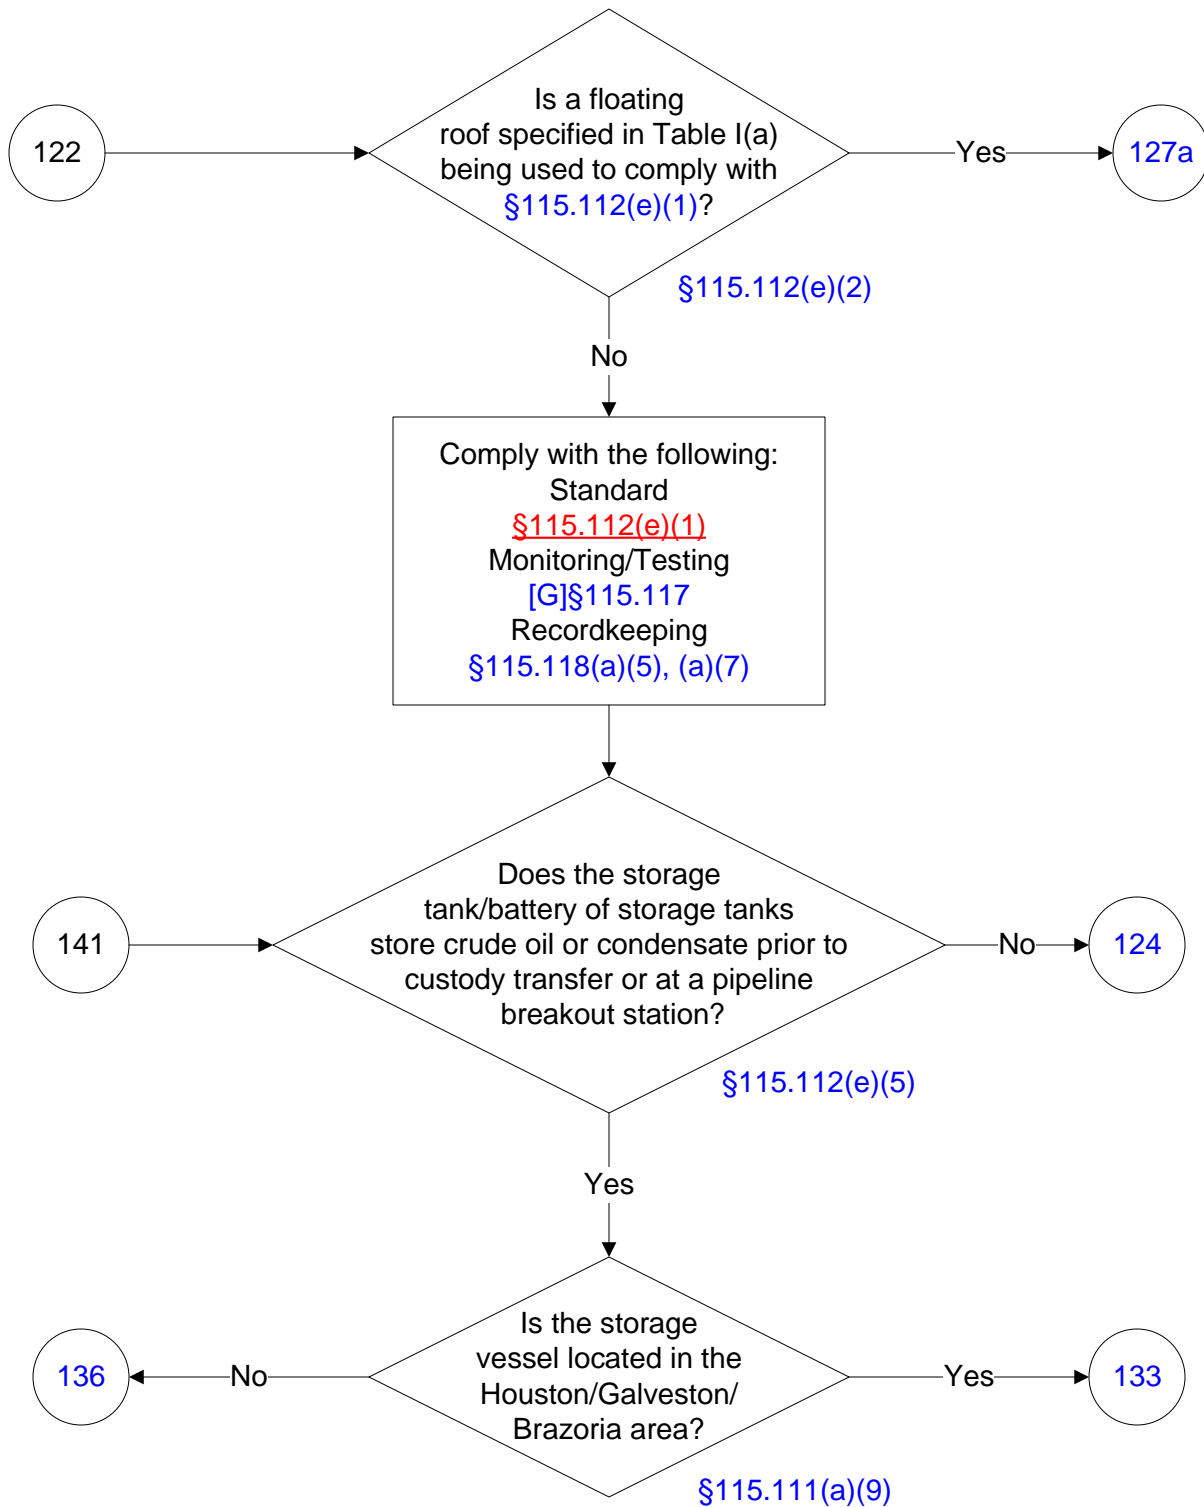 122
Is a floating
roof specified in Table I(a)
being used to comply with
§115.112(e)(1)?
Yes
127a
§115.112(e)(2)
No
Comply with the following:
Standard
§115.112(e)(1)
Monitoring/Testing
[G]§115.117
Recordkeeping
§115.118(a)(5), (a)(7)
141
Does the storage
tank/battery of storage tanks
store crude oil or condensate prior to
custody transfer or at a pipeline
breakout station?
No
124
§115.112(e)(5)
Yes
136
No
Is the storage
vessel located in the
Houston/Galveston/
Brazoria area?
Yes
133
§115.111(a)(9)